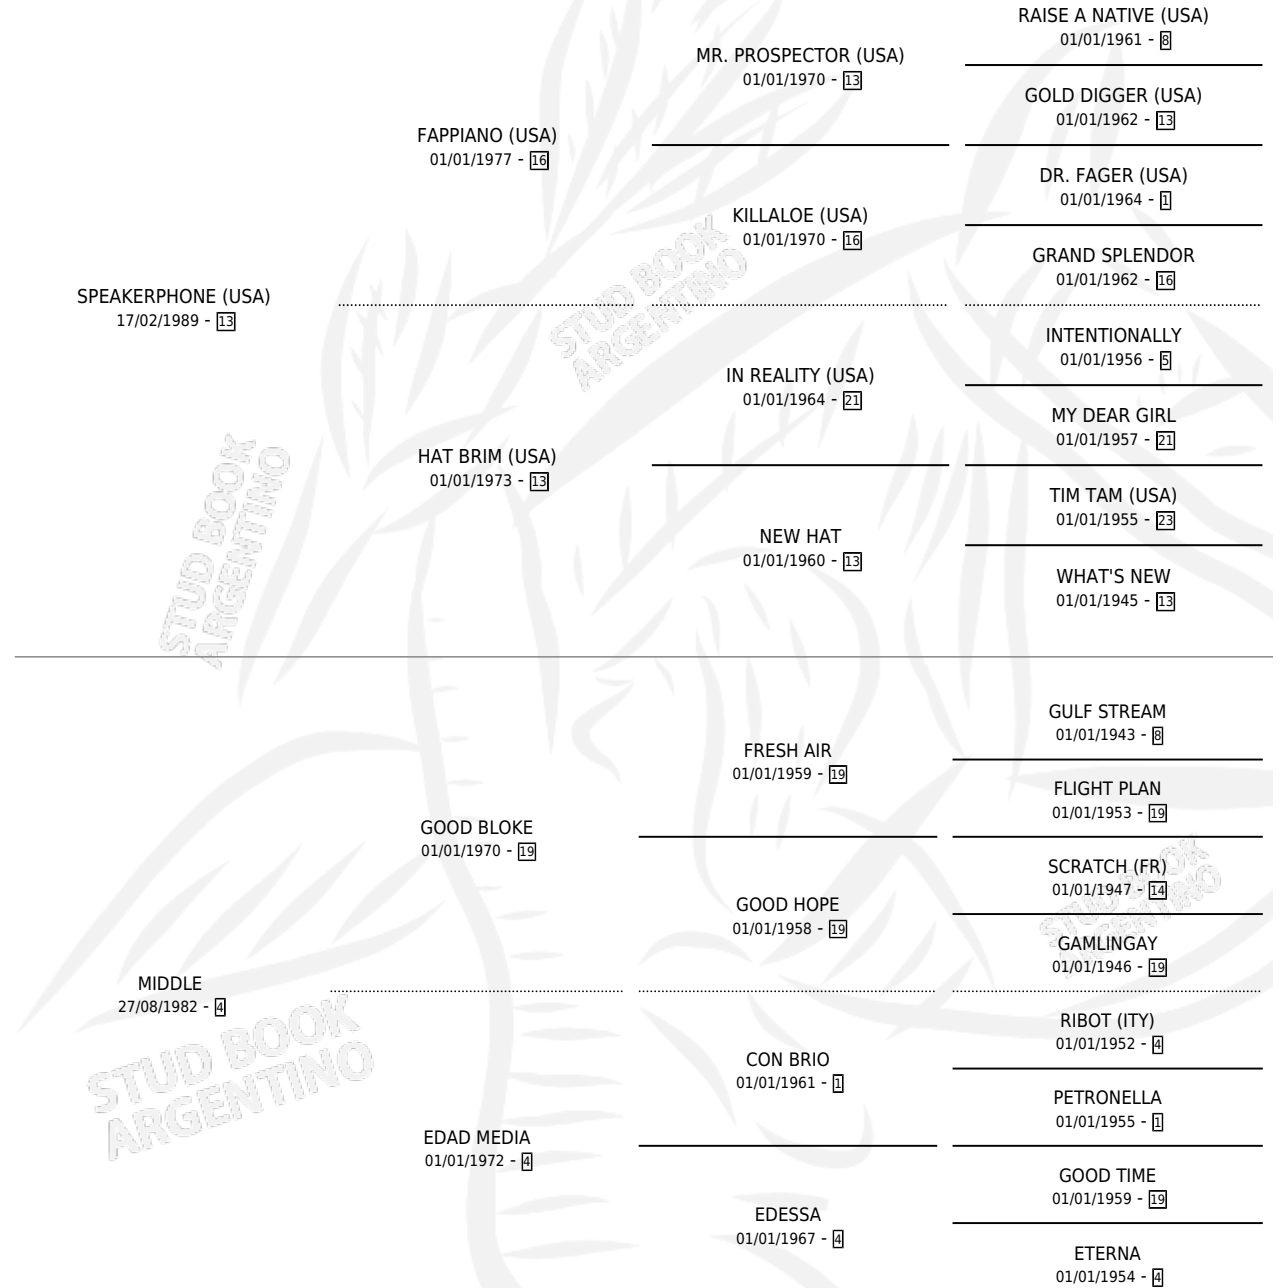 RAISE A NATIVE (USA)
01/01/1961 - 8
MR. PROSPECTOR (USA)
01/01/1970 - 13
GOLD DIGGER (USA)
01/01/1962 - 13
FAPPIANO (USA)
01/01/1977 - 16
DR. FAGER (USA)
01/01/1964 - 1
KILLALOE (USA)
01/01/1970 - 16
GRAND SPLENDOR
01/01/1962 - 16
SPEAKERPHONE (USA)
17/02/1989 - 13
INTENTIONALLY
01/01/1956 - 5
IN REALITY (USA)
01/01/1964 - 21
MY DEAR GIRL
01/01/1957 - 21
HAT BRIM (USA)
01/01/1973 - 13
TIM TAM (USA)
01/01/1955 - 23
NEW HAT
01/01/1960 - 13
WHAT'S NEW
01/01/1945 - 13
GULF STREAM
01/01/1943 - 8
FRESH AIR
01/01/1959 - 19
FLIGHT PLAN
01/01/1953 - 19
GOOD BLOKE
01/01/1970 - 19
SCRATCH (FR)
01/01/1947 - 14
GOOD HOPE
01/01/1958 - 19
GAMLINGAY
01/01/1946 - 19
MIDDLE
27/08/1982 - 4
RIBOT (ITY)
01/01/1952 - 4
CON BRIO
01/01/1961 - 1
PETRONELLA
01/01/1955 - 1
EDAD MEDIA
01/01/1972 - 4
GOOD TIME
01/01/1959 - 19
EDESSA
01/01/1967 - 4
ETERNA
01/01/1954 - 4
STUD BOOK
ARGENTINO
STUD BOOK
ARGENTINO
STUD BOOK
ARGENTINO
STUD BOOK
ARGENTINO